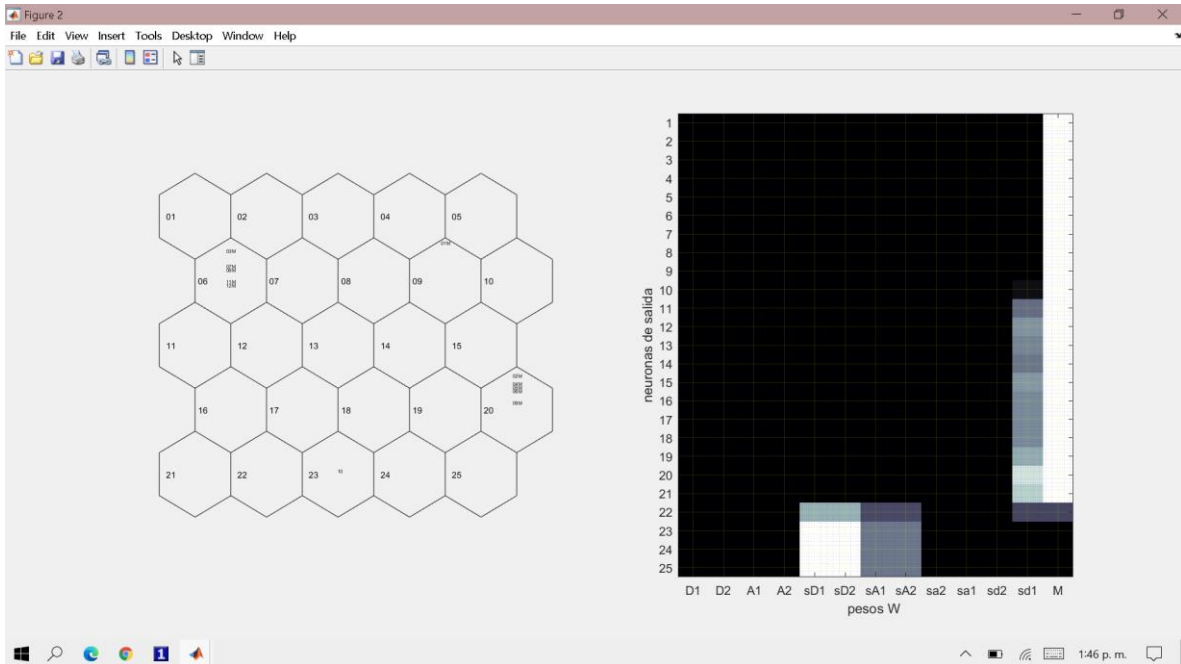 Figure 2
File Edit View Insert Tools Desktop Window Help
01 02 03 04 05
06 07 08 09 10
11 12 13 14 15
16 17 18 19 20
21 22 23 24 25
neuronas de salida
1
2
3
4
5
6
7
8
9
10
11
12
13
14
15
16
17
18
19
20
21
22
23
24
25
D1 D2 A1 A2 sD1 sD2 sA1 sA2 sa2 sa1 sd2 sd1 M
pesos W
1
1:46 p. m.